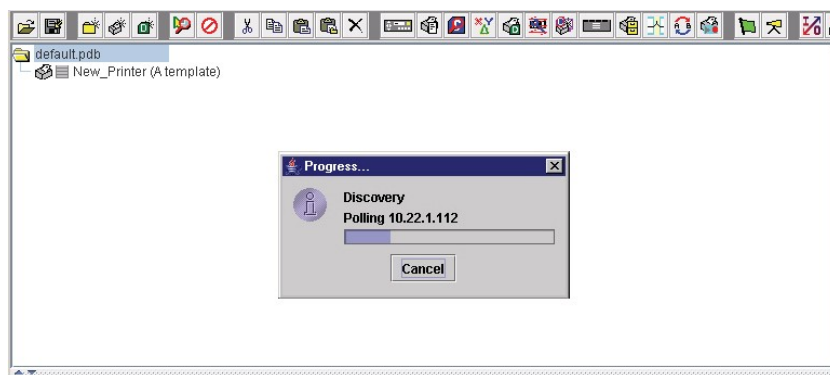 default.pdb
New_Printer (A template)
Progress...
Discovery
Polling 10.22.1.112
Cancel